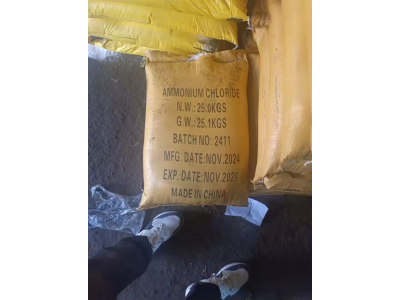 AMMONIUM CHLORIDE
N.W.: 25.0KGS
G.W.: 25.1KGS
BATCH NO: 2411
MFG. DATE: NOV. 2024
EXP. DATE: NOV. 2026
MADE IN CHINA